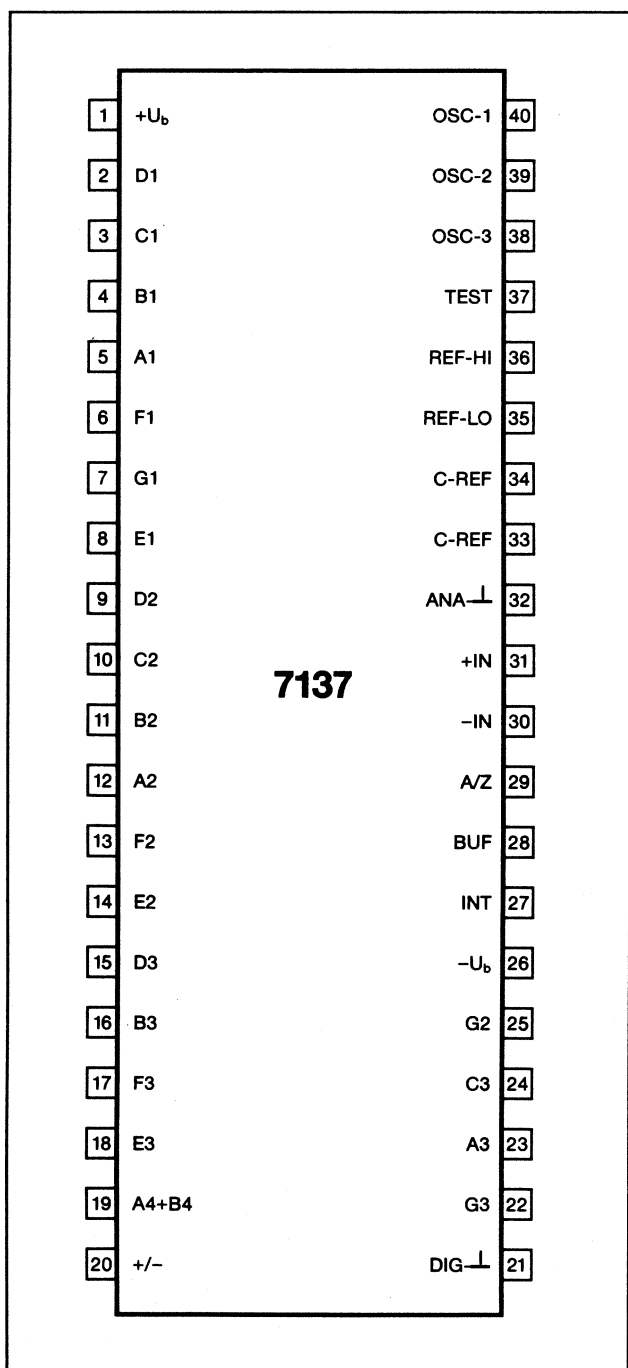 1 +Ub OSC-1 40
2 D1 OSC-2 39
3 C1 OSC-3 38
4 B1 TEST 37
5 A1 REF-HI 36
6 F1 REF-LO 35
7 G1 C-REF 34
8 E1 C-REF 33
9 D2 ANA⊥ 32
10 C2 +IN 31
7137
11 B2 −IN 30
12 A2 A/Z 29
13 F2 BUF 28
14 E2 INT 27
15 D3 −Ub 26
16 B3 G2 25
17 F3 C3 24
18 E3 A3 23
19 A4+B4 G3 22
20 +/− DIG⊥ 21